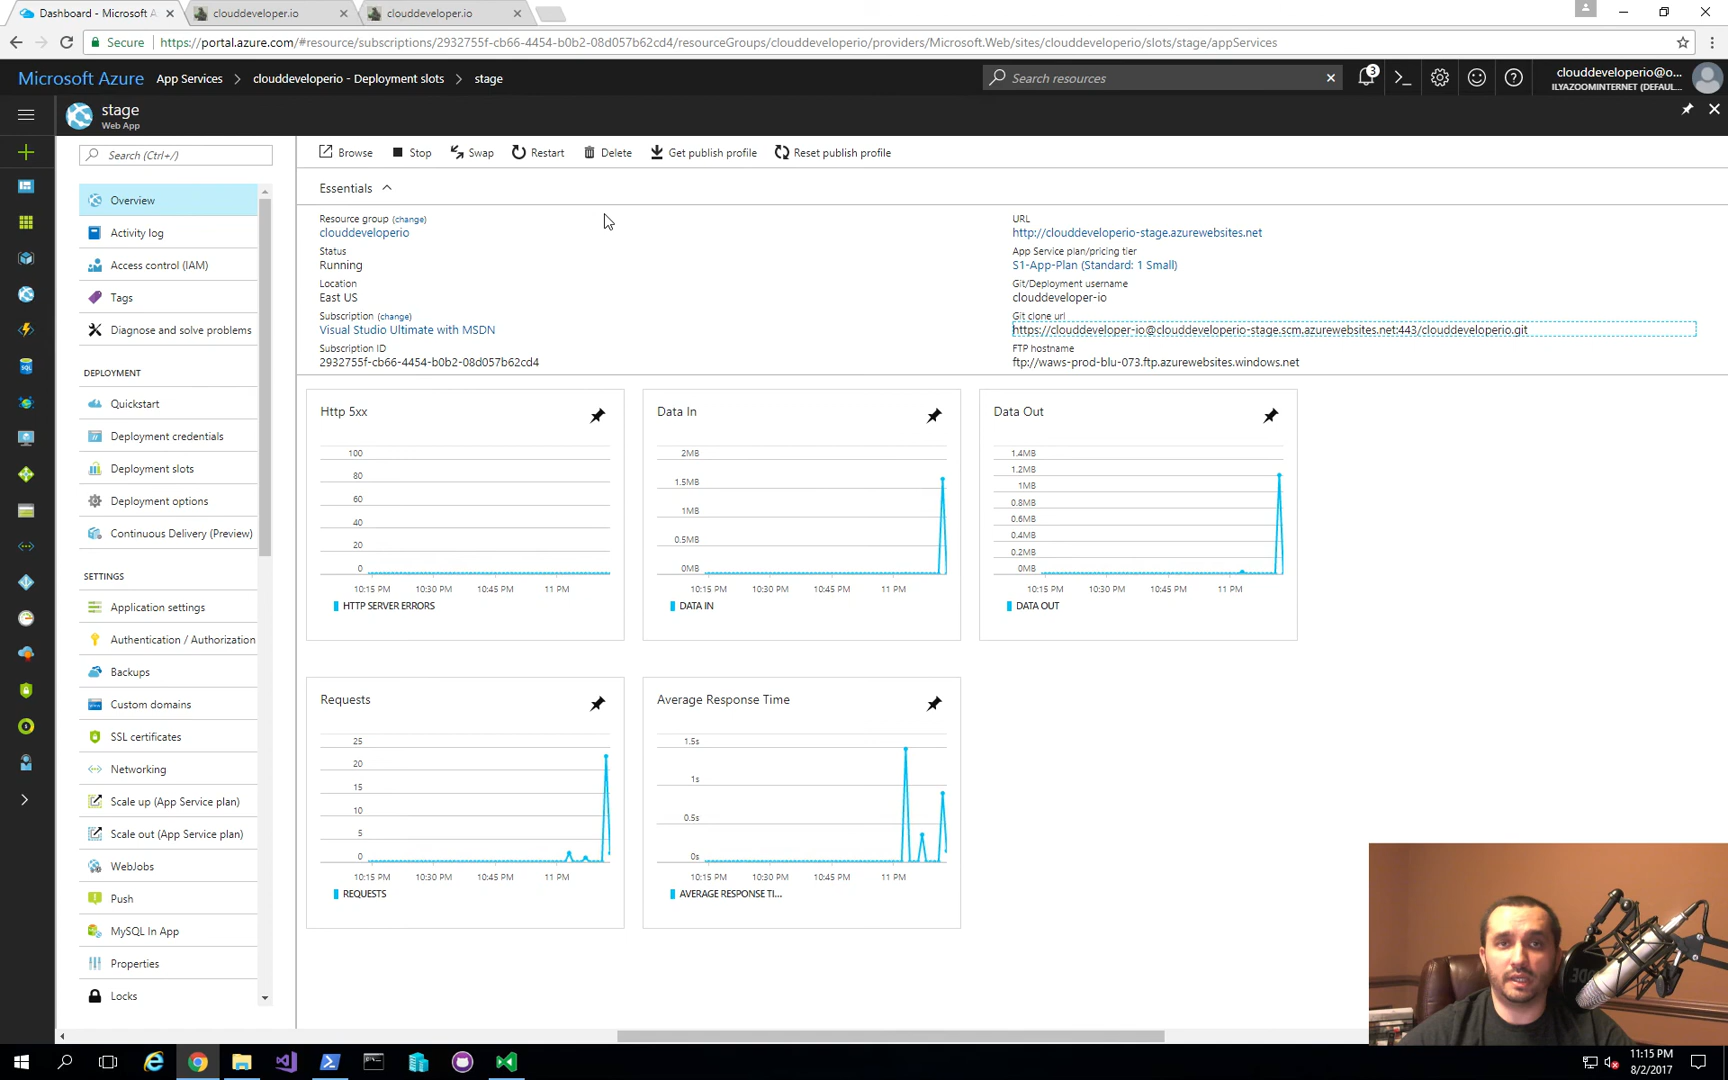 Dashboard - Microsoft A
clouddeveloper.io
clouddeveloper.io
Secure
https://portal.azure.com/#resource/subscriptions/2932755f-cb66-4454-b0b2-08d057b62cd4/resourceGroups/clouddeveloperio/providers/Microsoft.Web/sites/clouddeveloperio/slots/stage/appServices
Microsoft Azure
App Services
clouddeveloperio - Deployment slots
stage
Search resources
3
clouddeveloperio@o...
ILYAZOOMINTERNET (DEFAUL...
stage
Web App
Search (Ctrl+/)
Overview
Activity log
Access control (IAM)
Tags
Diagnose and solve problems
DEPLOYMENT
Quickstart
Deployment credentials
Deployment slots
Deployment options
Continuous Delivery (Preview)
SETTINGS
Application settings
Authentication / Authorization
Backups
Custom domains
SSL certificates
Networking
Scale up (App Service plan)
Scale out (App Service plan)
WebJobs
Push
MySQL In App
Properties
Locks
Browse
Stop
Swap
Restart
Delete
Get publish profile
Reset publish profile
Essentials
Resource group (change)
clouddeveloperio
Status
Running
Location
East US
Subscription (change)
Visual Studio Ultimate with MSDN
Subscription ID
2932755f-cb66-4454-b0b2-08d057b62cd4
URL
http://clouddeveloperio-stage.azurewebsites.net
App Service plan/pricing tier
S1-App-Plan (Standard: 1 Small)
Git/Deployment username
clouddeveloper-io
Git clone url
https://clouddeveloper-io@clouddeveloperio-stage.scm.azurewebsites.net:443/clouddeveloperio.git
FTP hostname
ftp://waws-prod-blu-073.ftp.azurewebsites.windows.net
Http 5xx
100
80
60
40
20
0
10:15 PM 10:30 PM 10:45 PM 11 PM
HTTP SERVER ERRORS
Data In
2MB
1.5MB
1MB
0.5MB
0MB
10:15 PM 10:30 PM 10:45 PM 11 PM
DATA IN
Data Out
1.4MB
1.2MB
1MB
0.8MB
0.6MB
0.4MB
0.2MB
0MB
10:15 PM 10:30 PM 10:45 PM 11 PM
DATA OUT
Requests
25
20
15
10
5
0
10:15 PM 10:30 PM 10:45 PM 11 PM
REQUESTS
Average Response Time
1.5s
1s
0.5s
0s
10:15 PM 10:30 PM 10:45 PM 11 PM
AVERAGE RESPONSE TI...
11:15 PM
8/2/2017